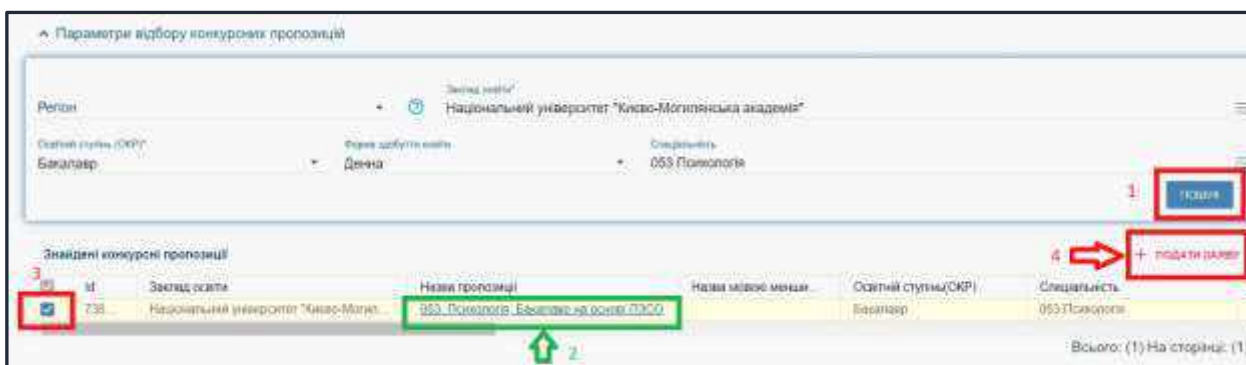 Параметри відбору конкурсних пропозицій
Заклад освіти*
Регіон Національний університет "Києво-Могилянська академія"
Освітній ступінь (ОКР)* Форма здобуття освіти Спеціальність
Бакалавр Денна 053 Психологія
1 ПОШУК
Знайдені конкурсні пропозиції 4 + ПОДАТИ ЗАЯВУ
3
Id Заклад освіти Назва пропозиції Назва мовою менши... Освітній ступінь(ОКР) Спеціальність
738... Національний університет "Києво-Могил... 053, Психологія, Бакалавр на основі ПЗСО Бакалавр 053 Психологія
2
Всього: (1) На сторінці: (1